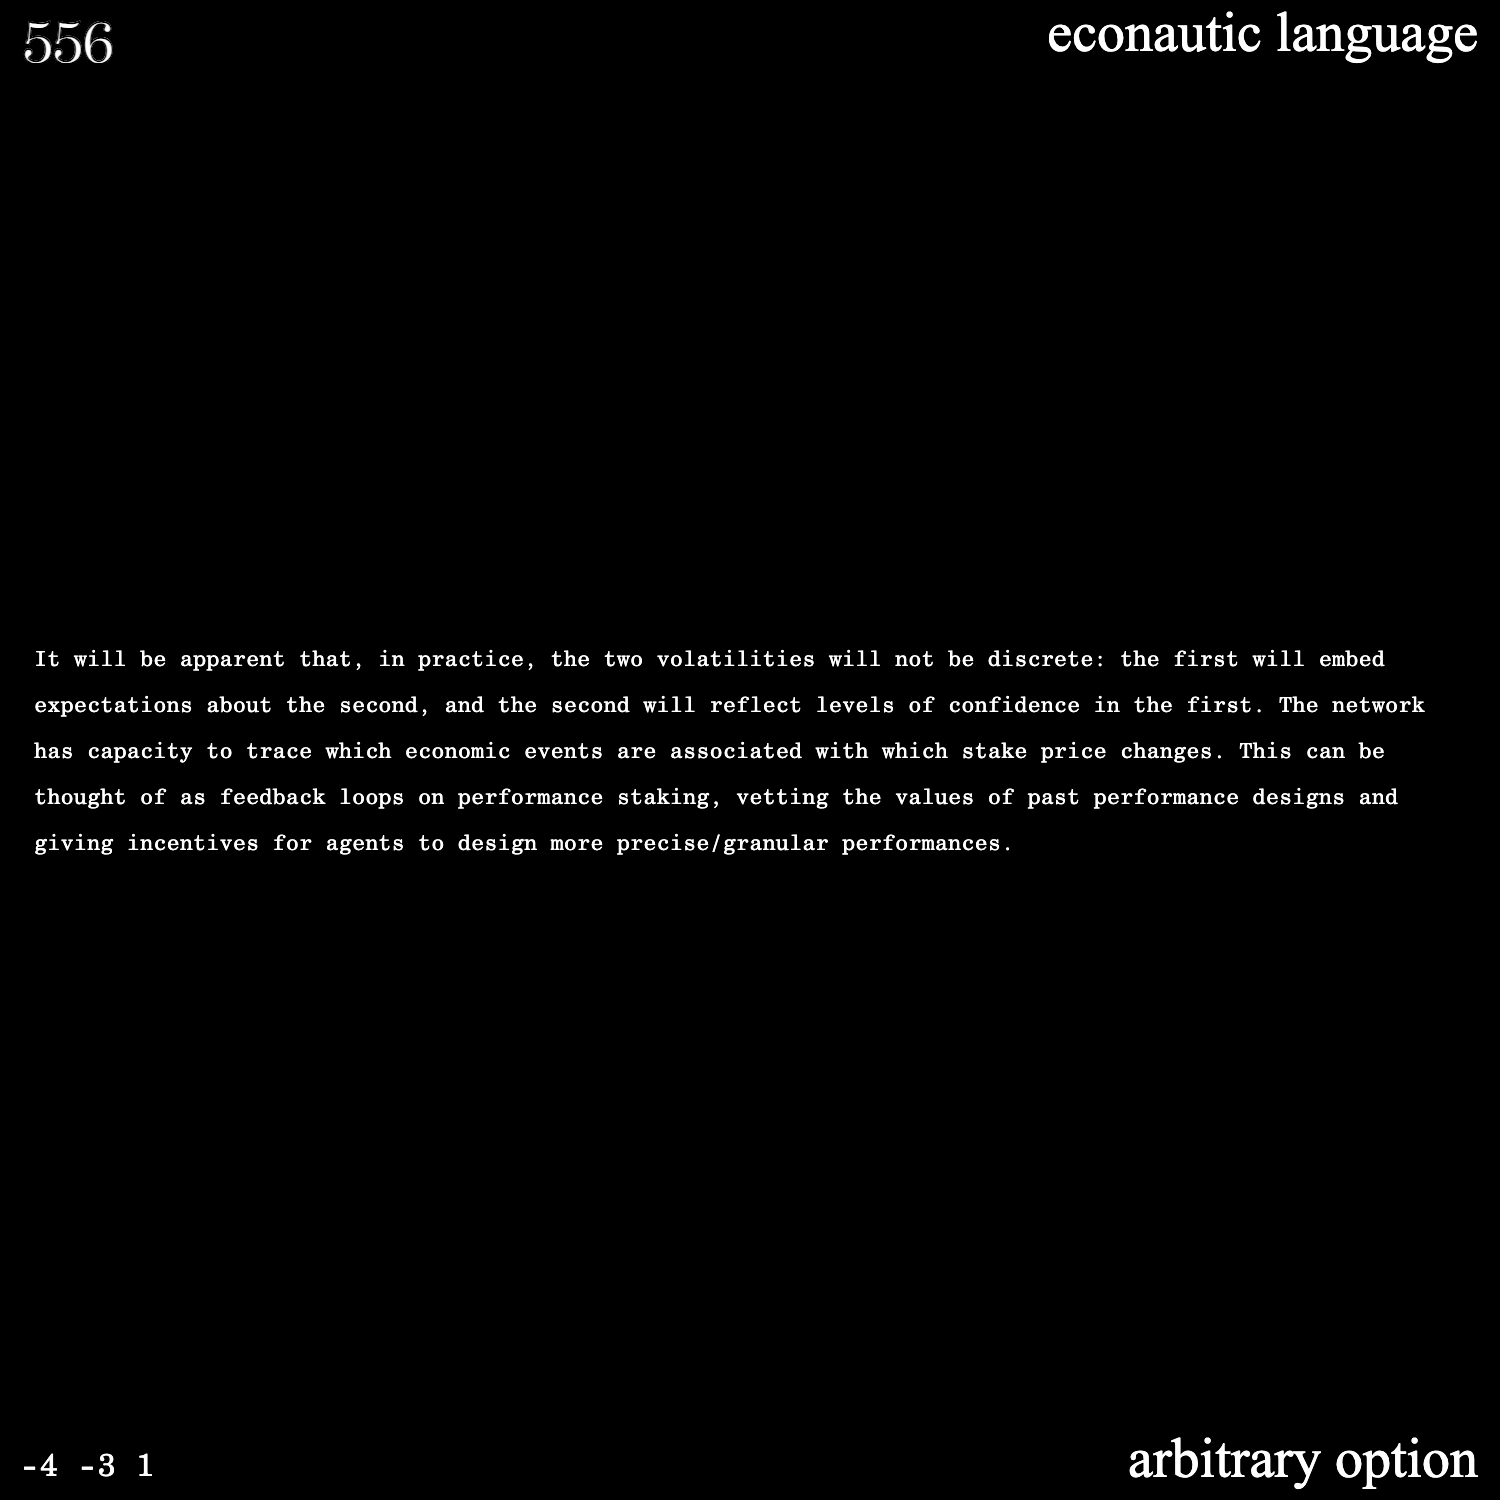 556
econautic language
It will be apparent that, in practice, the two volatilities will not be discrete: the first will embed
expectations about the second, and the second will reflect levels of confidence in the first. The network
has capacity to trace which economic events are associated with which stake price changes. This can be
thought of as feedback loops on performance staking, vetting the values of past performance designs and
giving incentives for agents to design more precise/granular performances.
-4 -3 1
arbitrary option